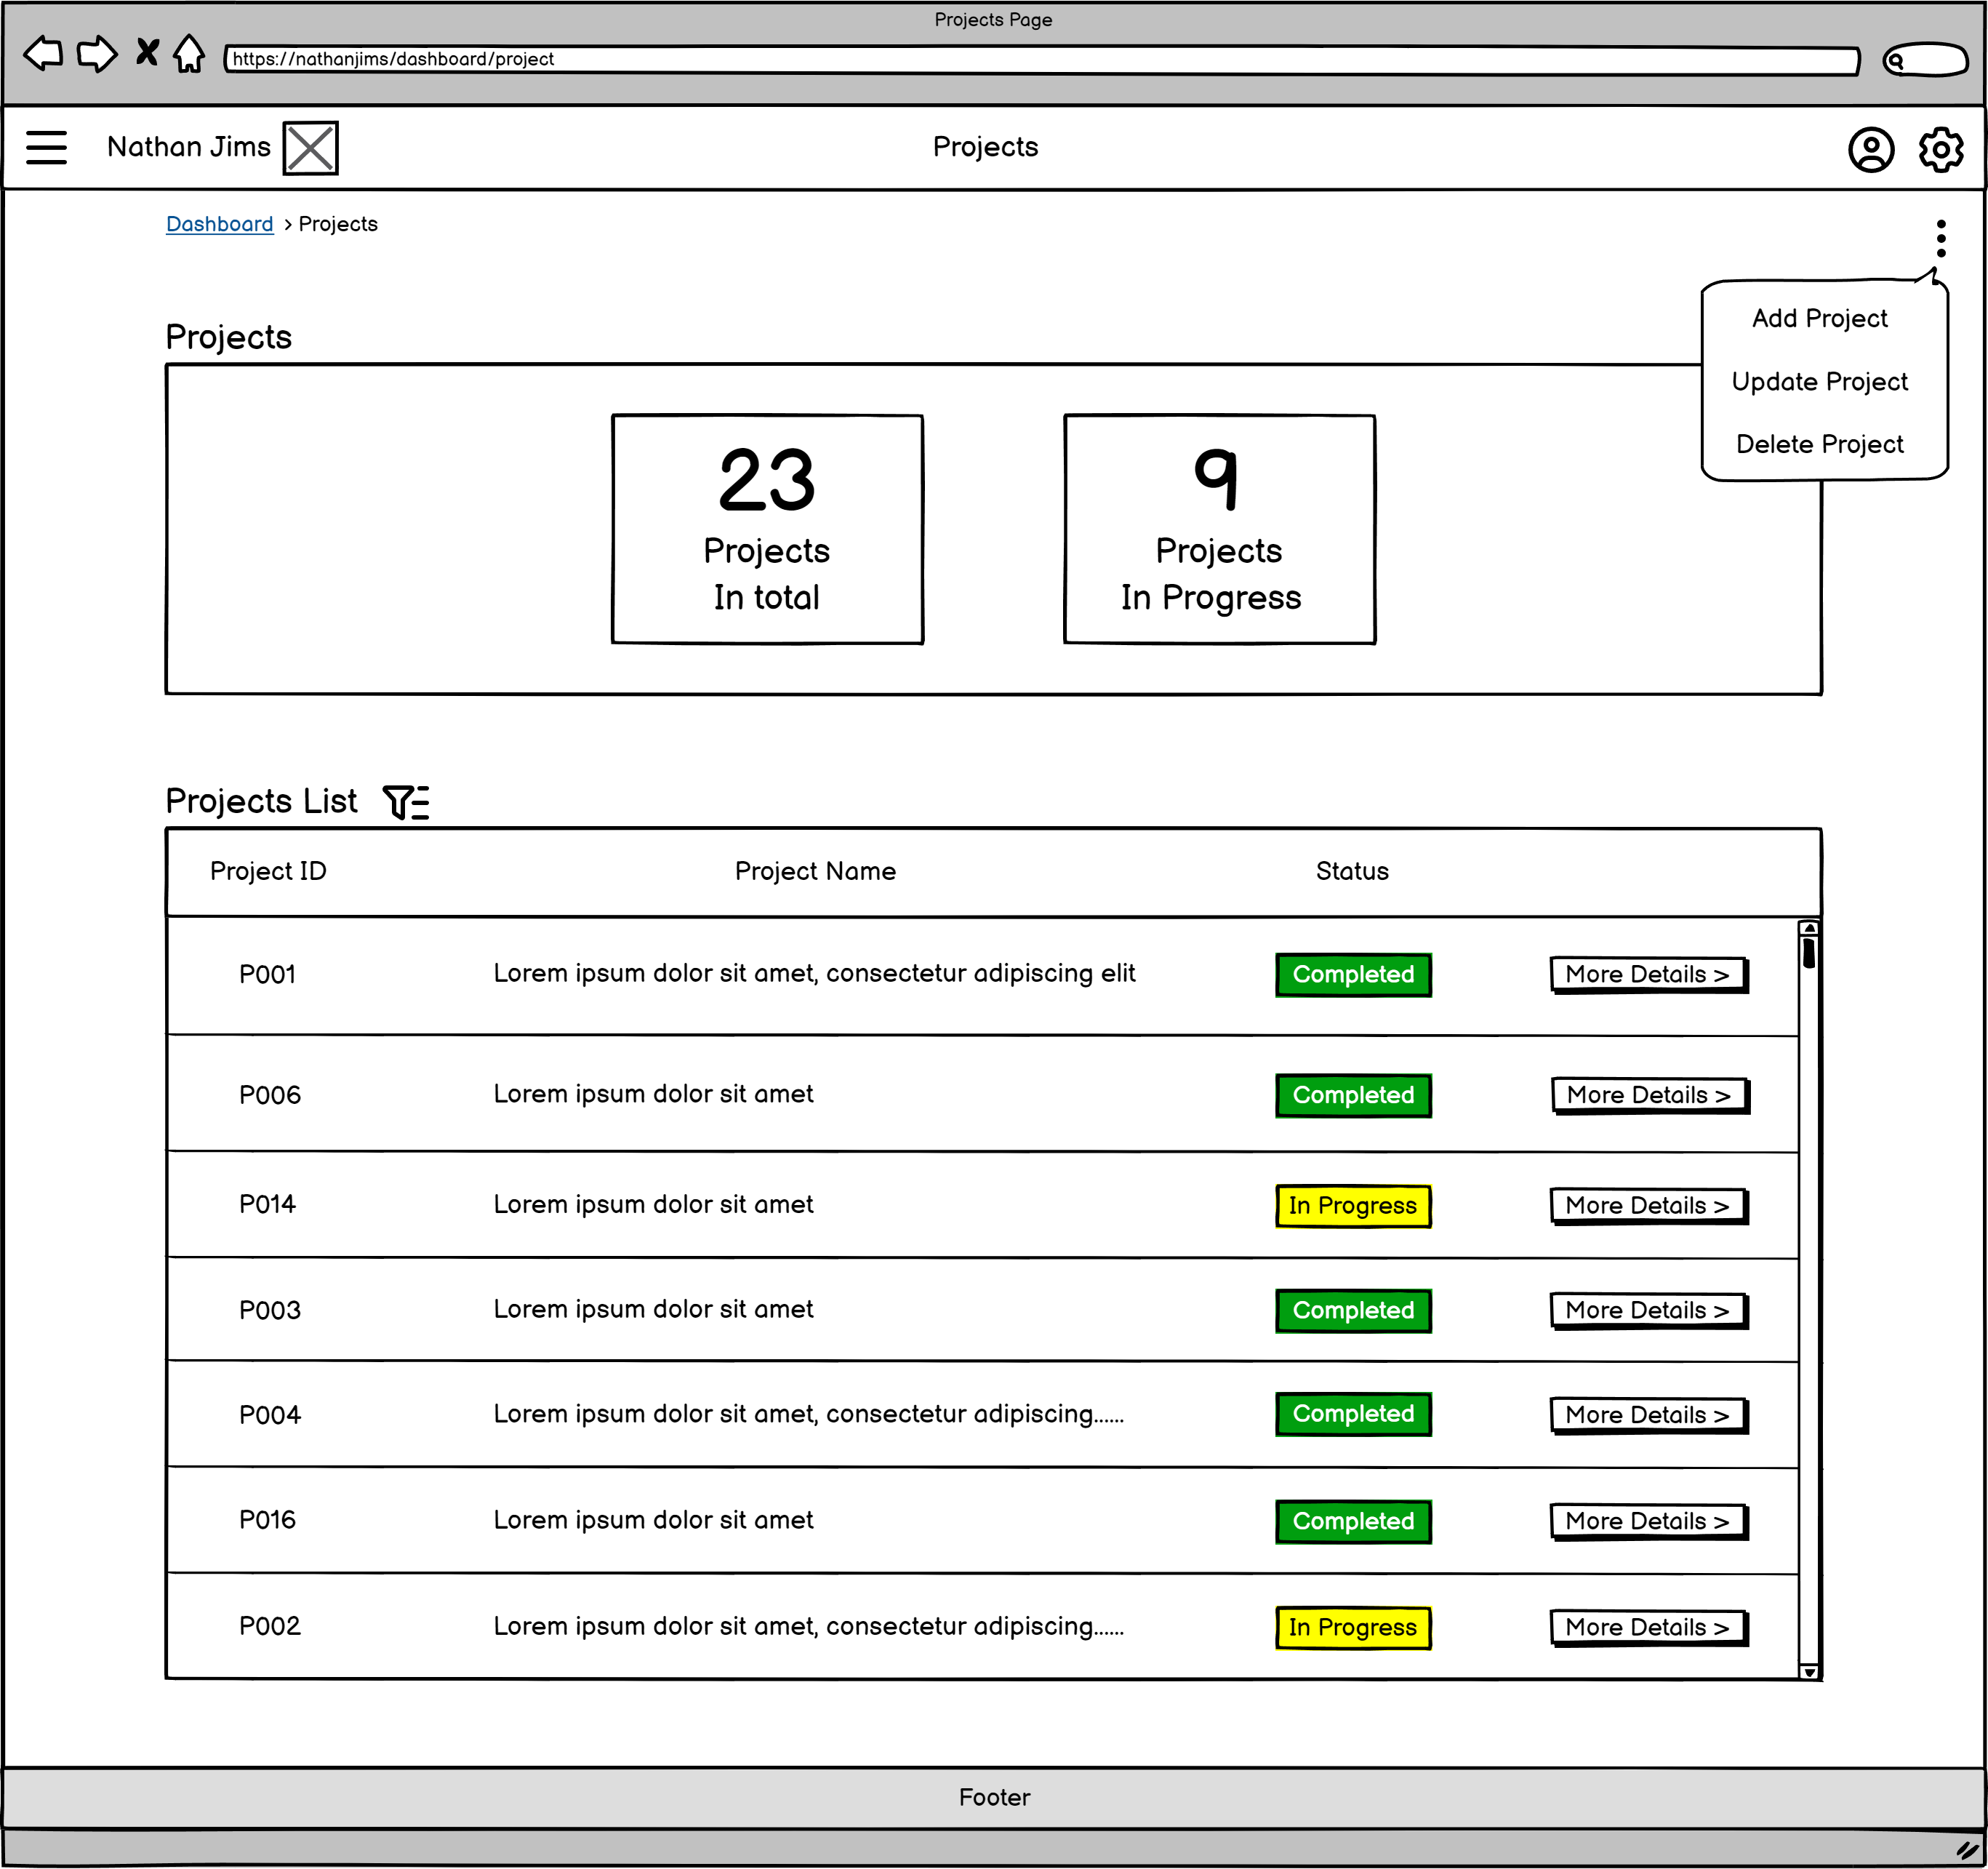 Projects Page
https://nathanjims/dashboard/project
Nathan Jims
Projects
Dashboard > Projects
Add Project
Update Project
Delete Project
Projects
23
Projects
In total
9
Projects
In Progress
Projects List
Project ID Project Name Status
P001 Lorem ipsum dolor sit amet, consectetur adipiscing elit Completed More Details >
P006 Lorem ipsum dolor sit amet Completed More Details >
P014 Lorem ipsum dolor sit amet In Progress More Details >
P003 Lorem ipsum dolor sit amet Completed More Details >
P004 Lorem ipsum dolor sit amet, consectetur adipiscing...... Completed More Details >
P016 Lorem ipsum dolor sit amet Completed More Details >
P002 Lorem ipsum dolor sit amet, consectetur adipiscing...... In Progress More Details >
Footer